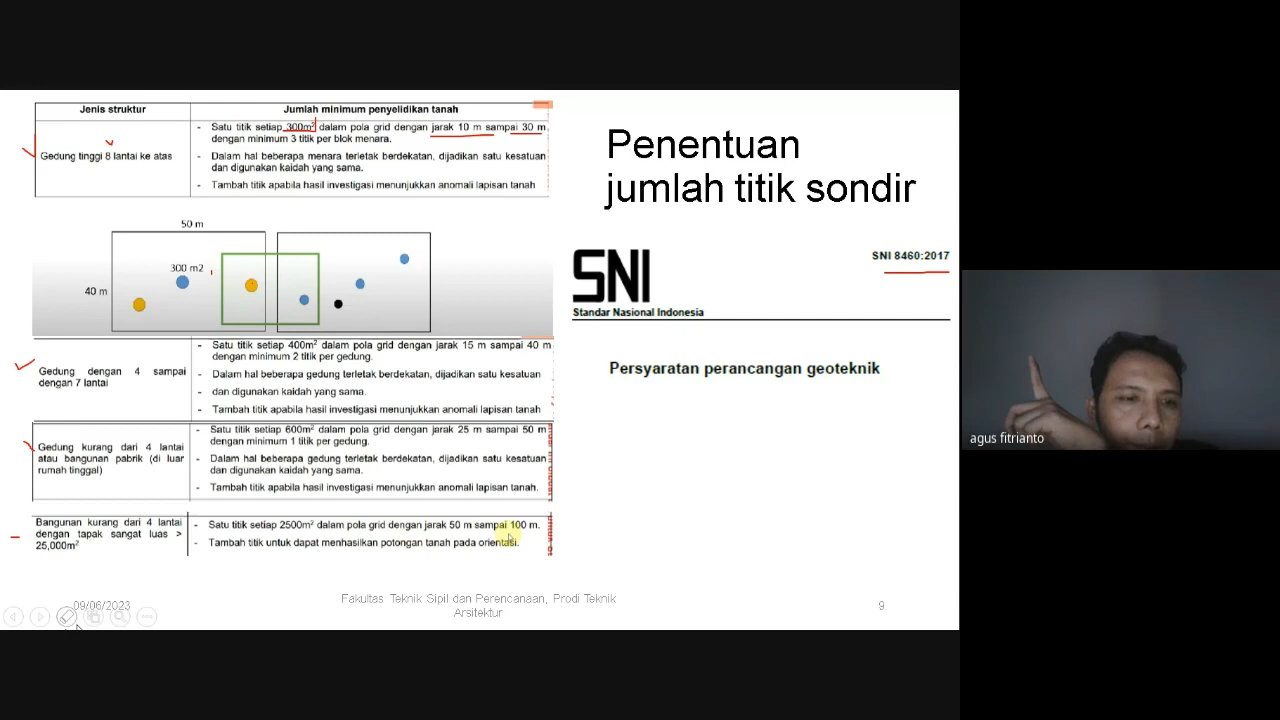 Jenis struktur
Jumlah minimum penyelidikan tanah
Gedung tinggi 8 lantai ke atas
- Satu titik setiap 300m² dalam pola grid dengan jarak 10 m sampai 30 m
dengan minimum 3 titik per blok menara.
- Dalam hal beberapa menara terletak berdekatan, dijadikan satu kesatuan
dan digunakan kaidah yang sama.
- Tambah titik apabila hasil investigasi menunjukkan anomali lapisan tanah
50 m
300 m2
40 m
Gedung dengan 4 sampai
dengan 7 lantai
- Satu titik setiap 400m² dalam pola grid dengan jarak 15 m sampai 40 m
dengan minimum 2 titik per gedung.
- Dalam hal beberapa gedung terletak berdekatan, dijadikan satu kesatuan
- dan digunakan kaidah yang sama.
- Tambah titik apabila hasil investigasi menunjukkan anomali lapisan tanah
Gedung kurang dari 4 lantai
atau bangunan pabrik (di luar
rumah tinggal)
- Satu titik setiap 600m² dalam pola grid dengan jarak 25 m sampai 50 m
dengan minimum 1 titik per gedung.
- Dalam hal beberapa gedung terletak berdekatan, dijadikan satu kesatuan
dan digunakan kaidah yang sama.
- Tambah titik apabila hasil investigasi menunjukkan anomali lapisan tanah.
Bangunan kurang dari 4 lantai
dengan tapak sangat luas >
25,000m²
- Satu titik setiap 2500m² dalam pola grid dengan jarak 50 m sampai 100 m.
- Tambah titik untuk dapat menhasilkan potongan tanah pada orientasi.
Penentuan
jumlah titik sondir
SNI
SNI 8460:2017
Standar Nasional Indonesia
Persyaratan perancangan geoteknik
09/06/2023
Fakultas Teknik Sipil dan Perencanaan, Prodi Teknik
Arsitektur
9
agus fitrianto